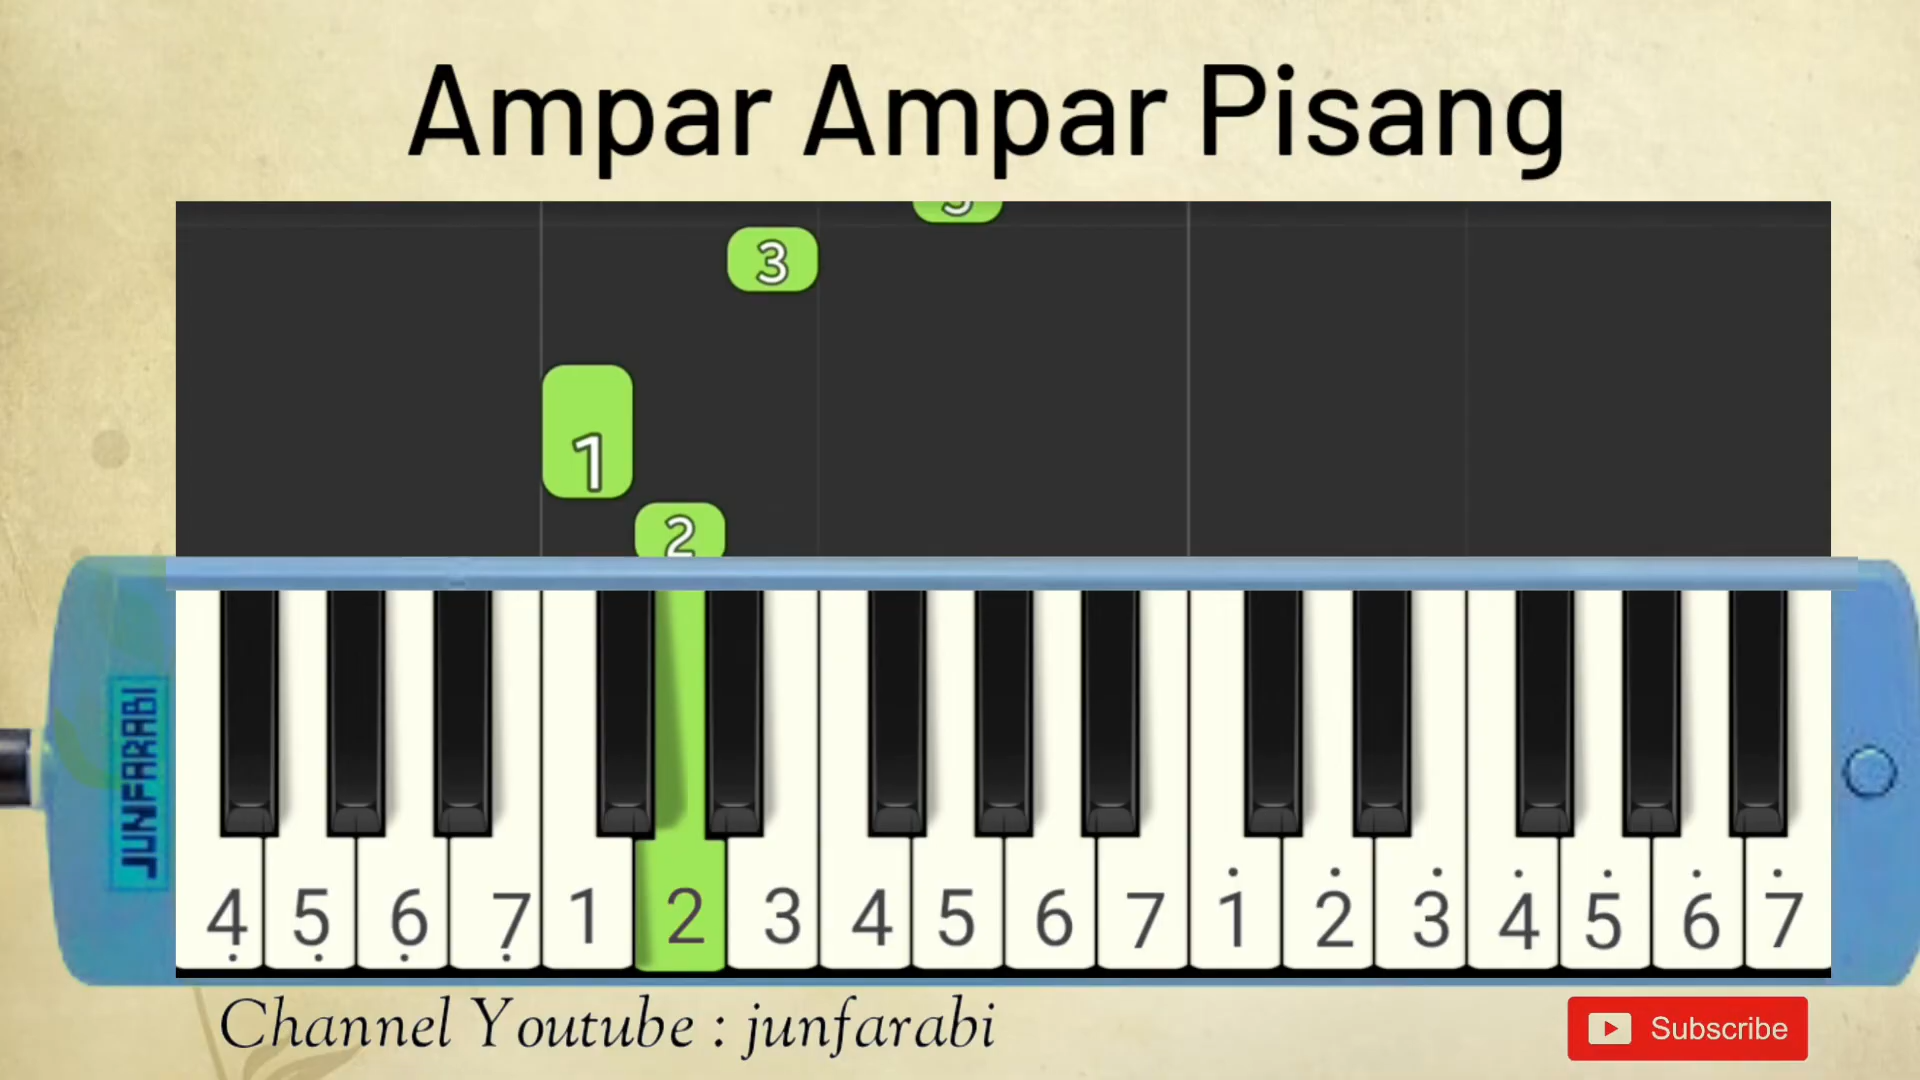 Ampar Ampar Pisang
5
3
1
2
JUNFARABI
4̣ 5̣ 6̣ 7̣ 1 2 3 4 5 6 7 1̇ 2̇ 3̇ 4̇ 5̇ 6̇ 7̇
Channel Youtube : junfarabi
Subscribe